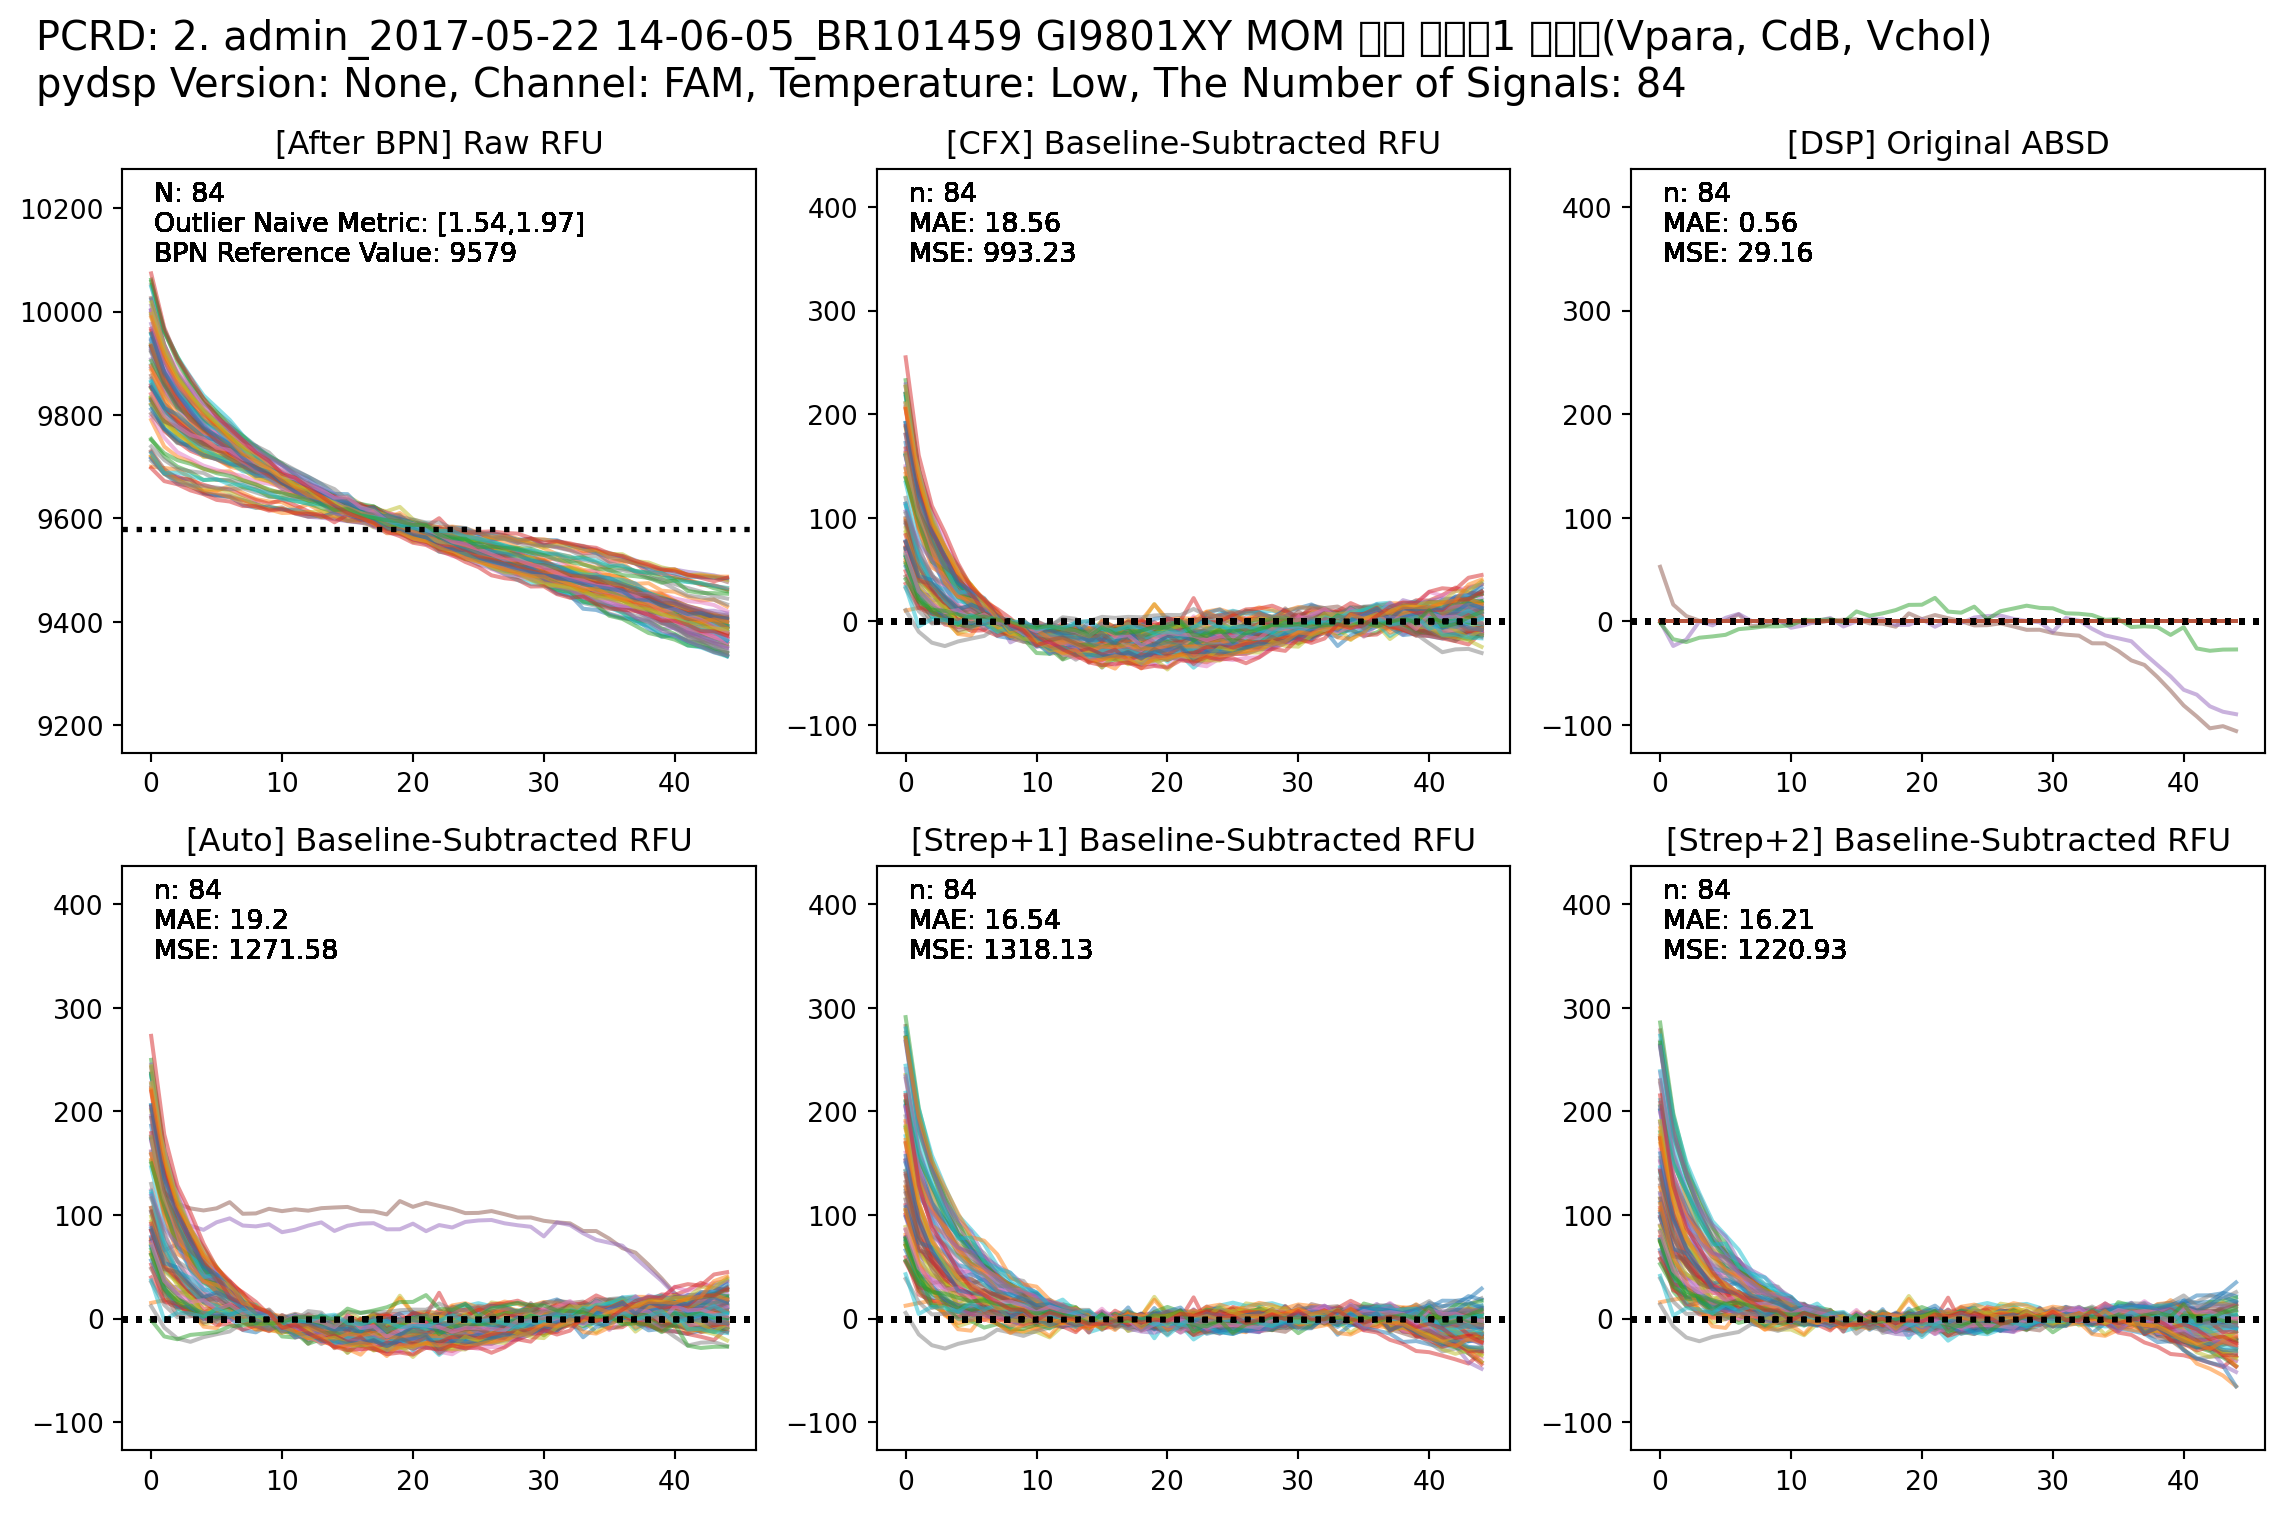 PCRD: 2. admin_2017-05-22 14-06-05_BR101459 GI9801XY MOM 1 (Vpara, CdB, Vchol)
pydsp Version: None, Channel: FAM, Temperature: Low, The Number of Signals: 84
[After BPN] Raw RFU
N: 84
Outlier Naive Metric: [1.54,1.97]
BPN Reference Value: 9579
10200
10000
9800
9600
9400
9200
0 10 20 30 40
[CFX] Baseline-Subtracted RFU
n: 84
MAE: 18.56
MSE: 993.23
400
300
200
100
0
−100
0 10 20 30 40
[DSP] Original ABSD
n: 84
MAE: 0.56
MSE: 29.16
400
300
200
100
0
−100
0 10 20 30 40
[Auto] Baseline-Subtracted RFU
n: 84
MAE: 19.2
MSE: 1271.58
400
300
200
100
0
−100
0 10 20 30 40
[Strep+1] Baseline-Subtracted RFU
n: 84
MAE: 16.54
MSE: 1318.13
400
300
200
100
0
−100
0 10 20 30 40
[Strep+2] Baseline-Subtracted RFU
n: 84
MAE: 16.21
MSE: 1220.93
400
300
200
100
0
−100
0 10 20 30 40